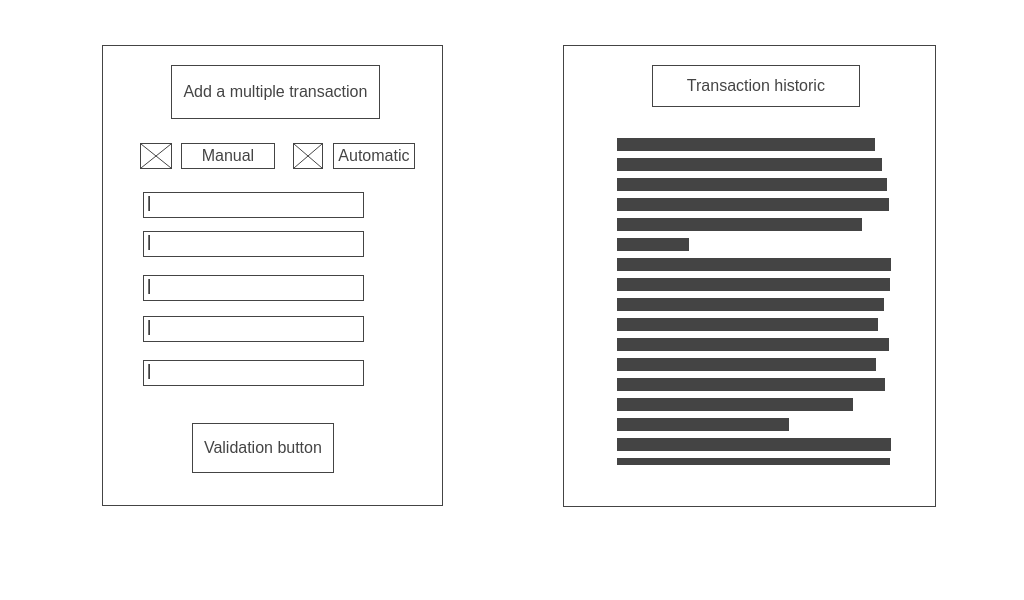 Add a multiple transaction
Manual
Automatic
Validation button
Transaction historic